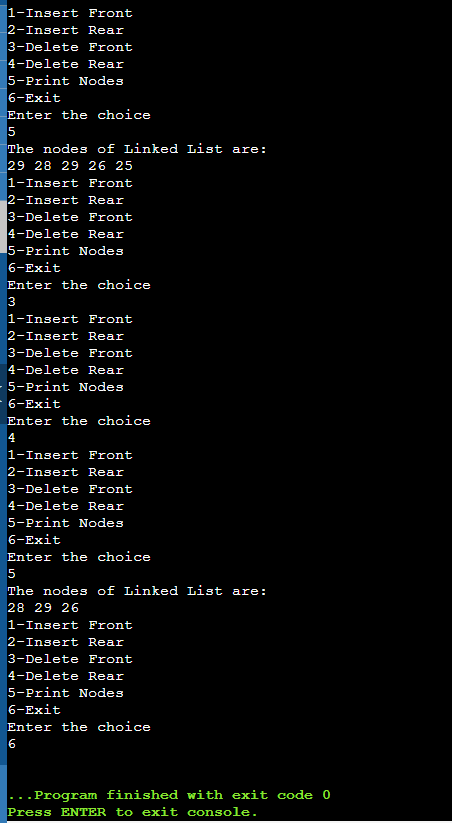 1-Insert Front
2-Insert Rear
3-Delete Front
4-Delete Rear
5-Print Nodes
6-Exit
Enter the choice
5
The nodes of Linked List are:
29 28 29 26 25
1-Insert Front
2-Insert Rear
3-Delete Front
4-Delete Rear
5-Print Nodes
6-Exit
Enter the choice
3
1-Insert Front
2-Insert Rear
3-Delete Front
4-Delete Rear
5-Print Nodes
6-Exit
Enter the choice
4
1-Insert Front
2-Insert Rear
3-Delete Front
4-Delete Rear
5-Print Nodes
6-Exit
Enter the choice
5
The nodes of Linked List are:
28 29 26
1-Insert Front
2-Insert Rear
3-Delete Front
4-Delete Rear
5-Print Nodes
6-Exit
Enter the choice
6
...Program finished with exit code 0
Press ENTER to exit console.